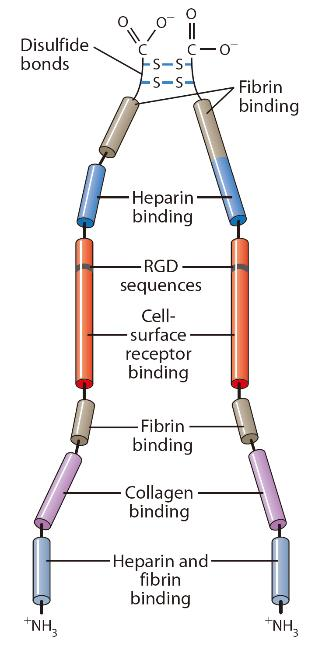 O O⁻ O
C C—O⁻
Disulfide
bonds
S S
S S
Fibrin
binding
Heparin
binding
RGD
sequences
Cell-
surface
receptor
binding
Fibrin
binding
Collagen
binding
Heparin and
fibrin
binding
⁺NH₃ ⁺NH₃